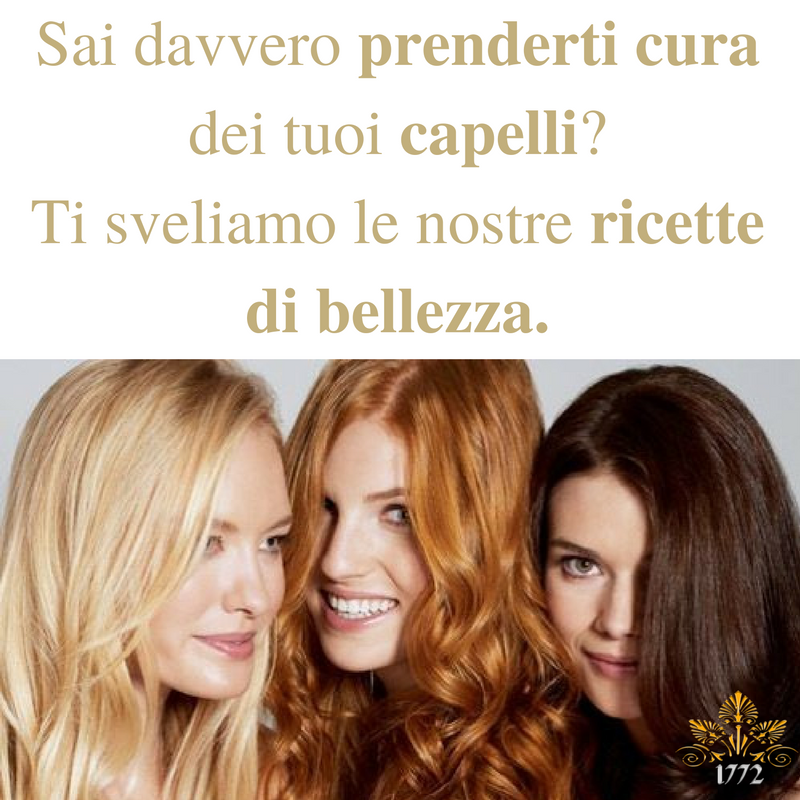 Sai davvero prenderti cura
dei tuoi capelli?
Ti sveliamo le nostre ricette
di bellezza.
1772